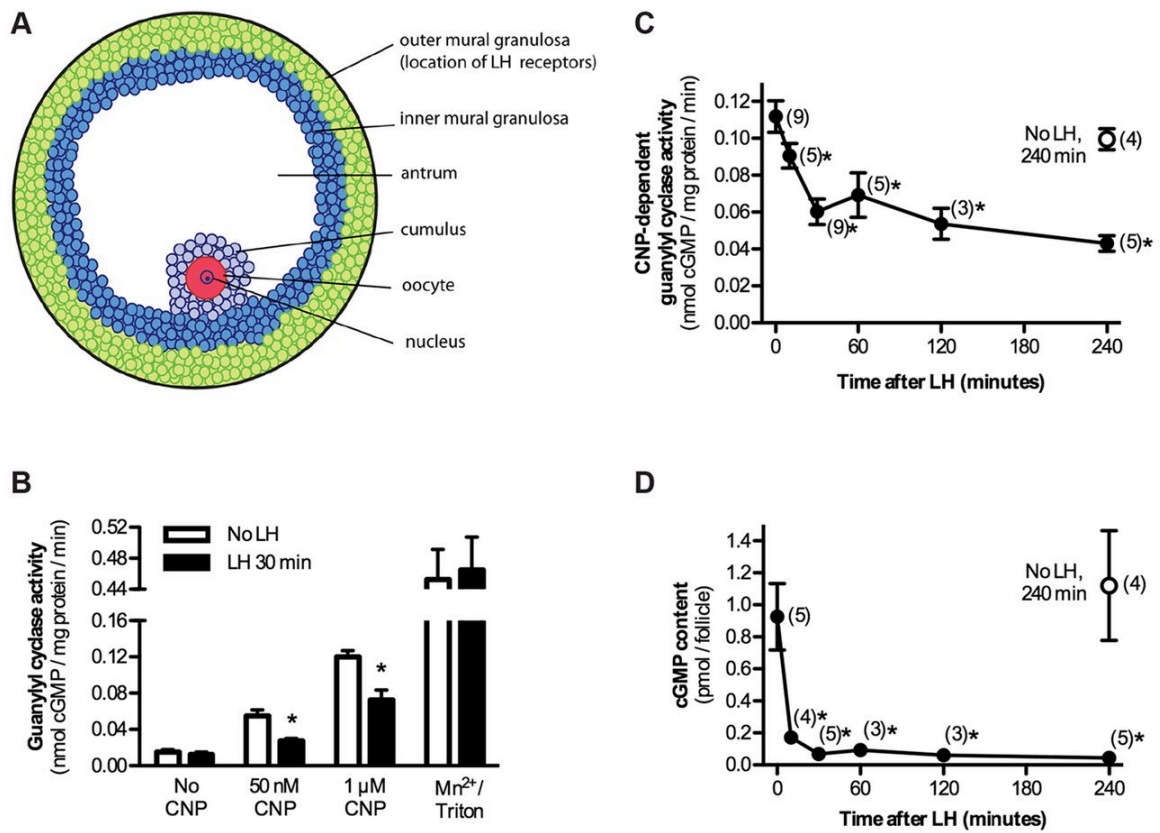 A
outer mural granulosa
(location of LH receptors)
inner mural granulosa
antrum
cumulus
oocyte
nucleus
B
Guanylyl cyclase activity
(nmol cGMP / mg protein / min)
0.52
0.48
0.44
0.16
0.12
0.08
0.04
0.00
No LH
LH 30 min
*
*
No
CNP
50 nM
CNP
1 µM
CNP
Mn²⁺/
Triton
C
CNP-dependent
guanylyl cyclase activity
(nmol cGMP / mg protein / min)
0.12
0.10
0.08
0.06
0.04
0.02
0.00
(9)
(5)*
(9)*
(5)*
(3)*
(5)*
No LH,
240 min
(4)
0 60 120 180 240
Time after LH (minutes)
D
cGMP content
(pmol / follicle)
1.4
1.2
1.0
0.8
0.6
0.4
0.2
0.0
(5)
(4)*
(5)*
(3)*
(3)*
(5)*
No LH,
240 min
(4)
0 60 120 180 240
Time after LH (minutes)